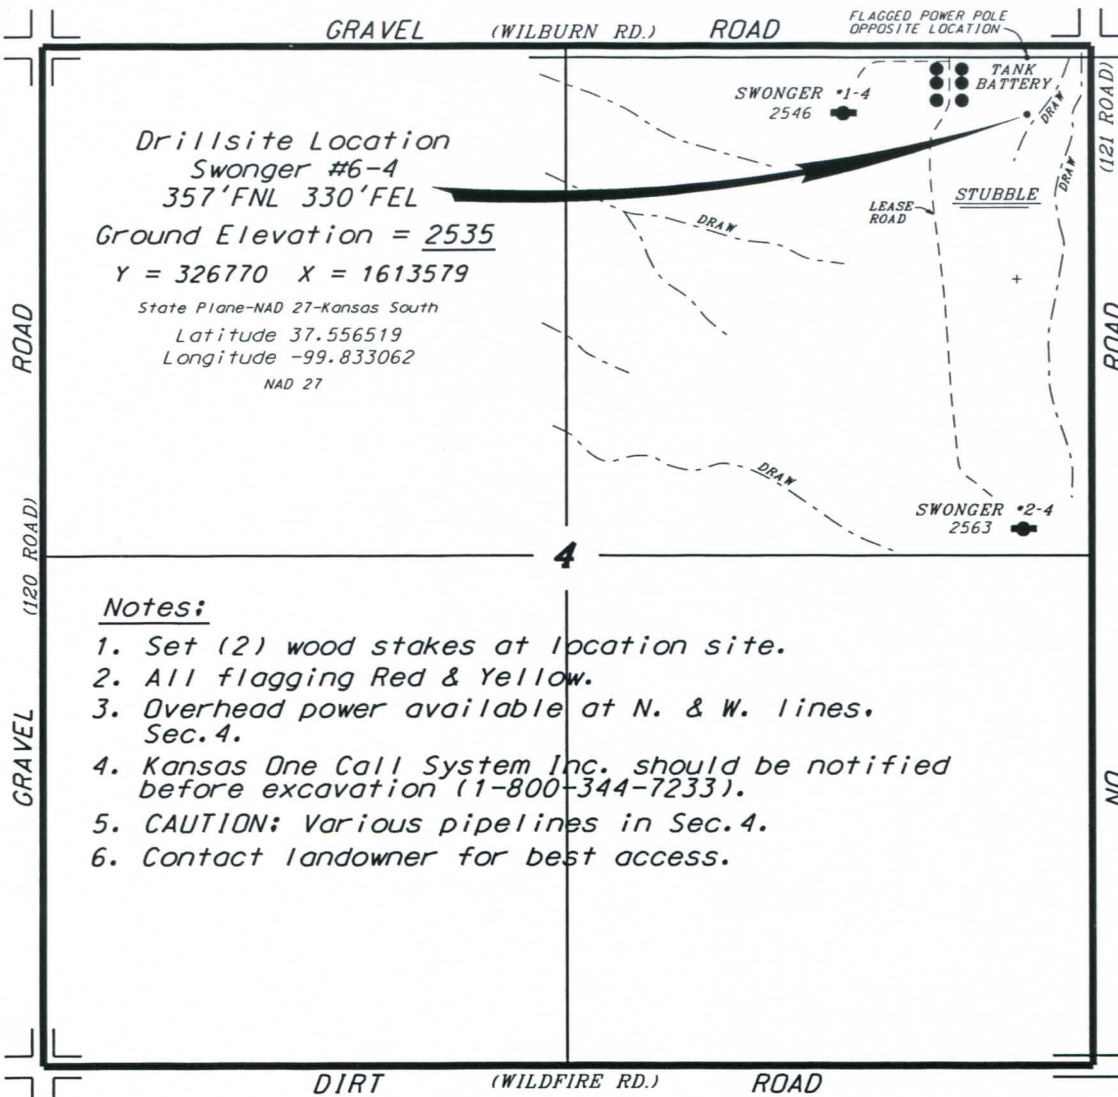 GRAVEL (WILBURN RD.) ROAD
FLAGGED POWER POLE
OPPOSITE LOCATION
TANK
BATTERY
SWONGER #1-4
2546
DRAW
(121 ROAD)
Drillsite Location
Swonger #6-4
357'FNL 330'FEL
Ground Elevation = 2535
Y = 326770 X = 1613579
State Plane-NAD 27-Kansas South
Latitude 37.556519
Longitude -99.833062
NAD 27
DRAW
STUBBLE
LEASE
ROAD
DRAW
ROAD
ROAD
DRAW
SWONGER #2-4
2563
(120 ROAD)
4
Notes:
1. Set (2) wood stakes at location site.
2. All flagging Red & Yellow.
3. Overhead power available at N. & W. lines,
Sec.4.
4. Kansas One Call System Inc. should be notified
before excavation (1-800-344-7233).
5. CAUTION: Various pipelines in Sec.4.
6. Contact landowner for best access.
GRAVEL
NO
DIRT (WILDFIRE RD.) ROAD